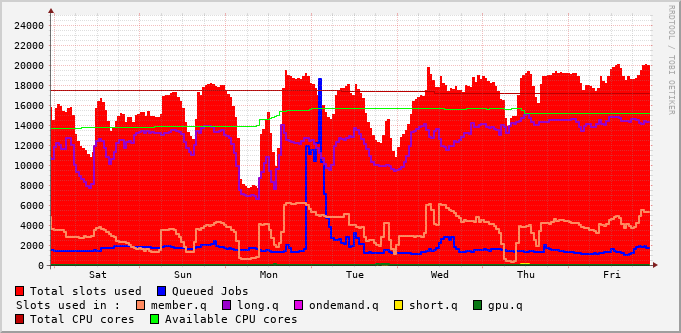 24000
22000
20000
18000
16000
14000
12000
10000
8000
6000
4000
2000
0
Sat Sun Mon Tue Wed Thu Fri
RRDTOOL / TOBI OETIKER
Total slots used Queued Jobs
Slots used in : member.q long.q ondemand.q short.q gpu.q
Total CPU cores Available CPU cores